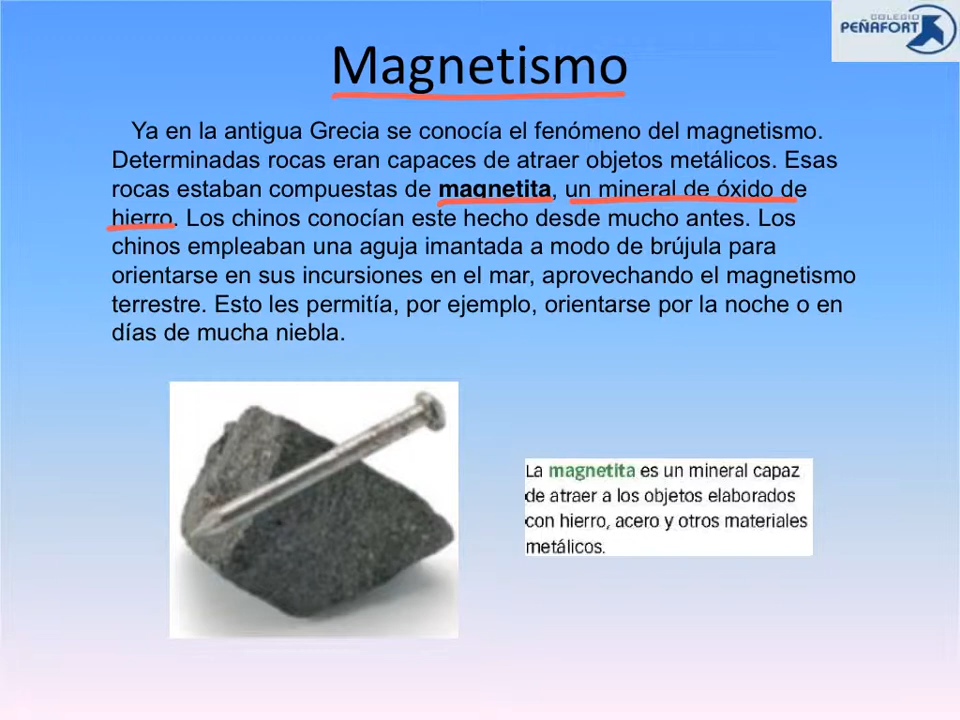 COLEGIO
PEÑAFORT
Magnetismo
Ya en la antigua Grecia se conocía el fenómeno del magnetismo.
Determinadas rocas eran capaces de atraer objetos metálicos. Esas
rocas estaban compuestas de magnetita, un mineral de óxido de
hierro. Los chinos conocían este hecho desde mucho antes. Los
chinos empleaban una aguja imantada a modo de brújula para
orientarse en sus incursiones en el mar, aprovechando el magnetismo
terrestre. Esto les permitía, por ejemplo, orientarse por la noche o en
días de mucha niebla.
La magnetita es un mineral capaz
de atraer a los objetos elaborados
con hierro, acero y otros materiales
metálicos.